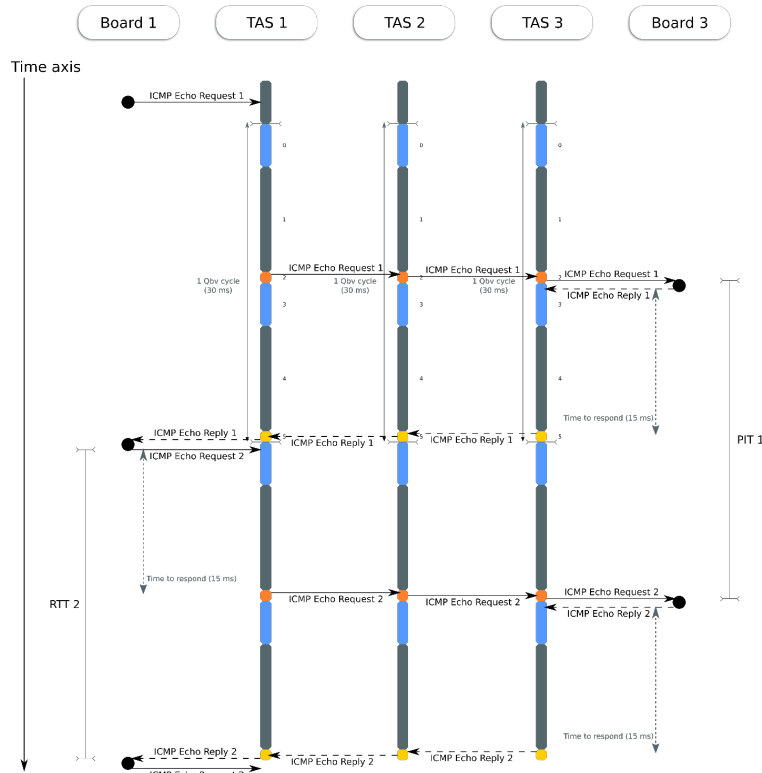 Board 1
TAS 1
TAS 2
TAS 3
Board 3
Time axis
ICMP Echo Request 1
0
0
0
1
1
1
ICMP Echo Request 1
ICMP Echo Request 1
ICMP Echo Request 1
2
2
2
1 Qbv cycle
(30 ms)
1 Qbv cycle
(30 ms)
1 Qbv cycle
(30 ms)
ICMP Echo Reply 1
3
3
3
4
4
4
Time to respond (15 ms)
ICMP Echo Reply 1
ICMP Echo Reply 1
ICMP Echo Reply 1
5
5
5
PIT 1
ICMP Echo Request 2
Time to respond (15 ms)
RTT 2
ICMP Echo Request 2
ICMP Echo Request 2
ICMP Echo Request 2
ICMP Echo Reply 2
Time to respond (15 ms)
ICMP Echo Reply 2
ICMP Echo Reply 2
ICMP Echo Reply 2